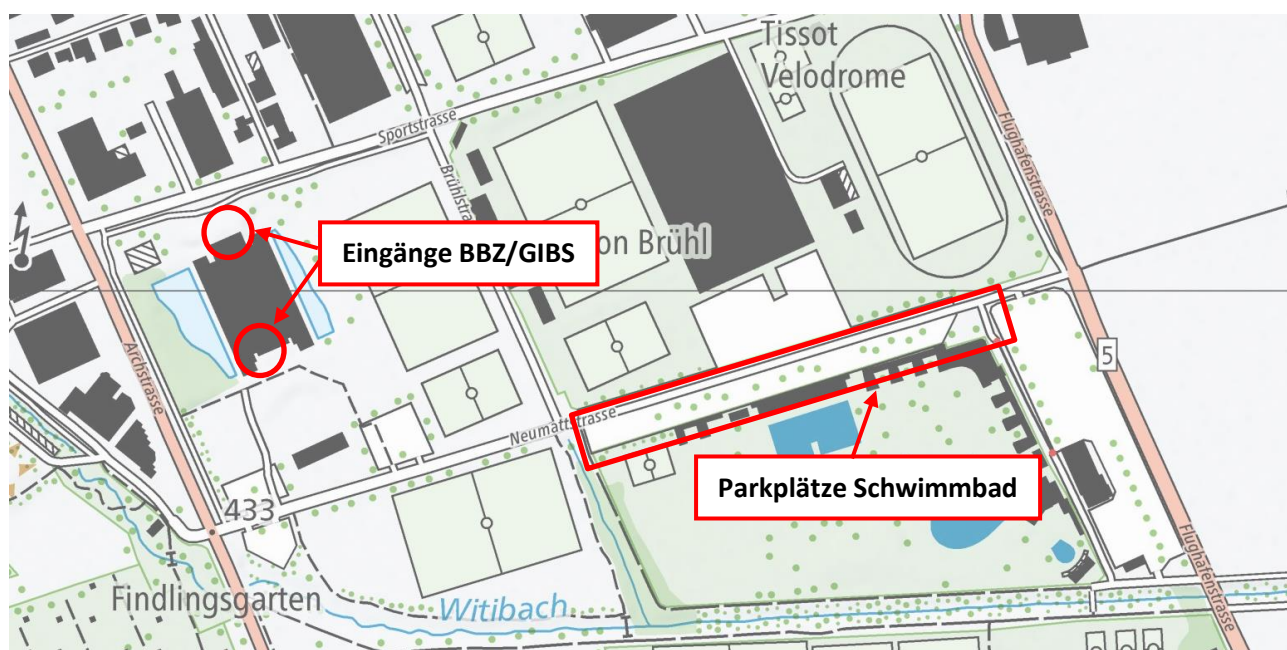 Tissot
Velodrome
Sportstrasse
Flughafenstrasse
Brühlstra
Eingänge BBZ/GIBS
on Brühl
Archstrasse
5
Neumattstrasse
Parkplätze Schwimmbad
433
Flughafenstrasse
Findlingsgarten
Witibach